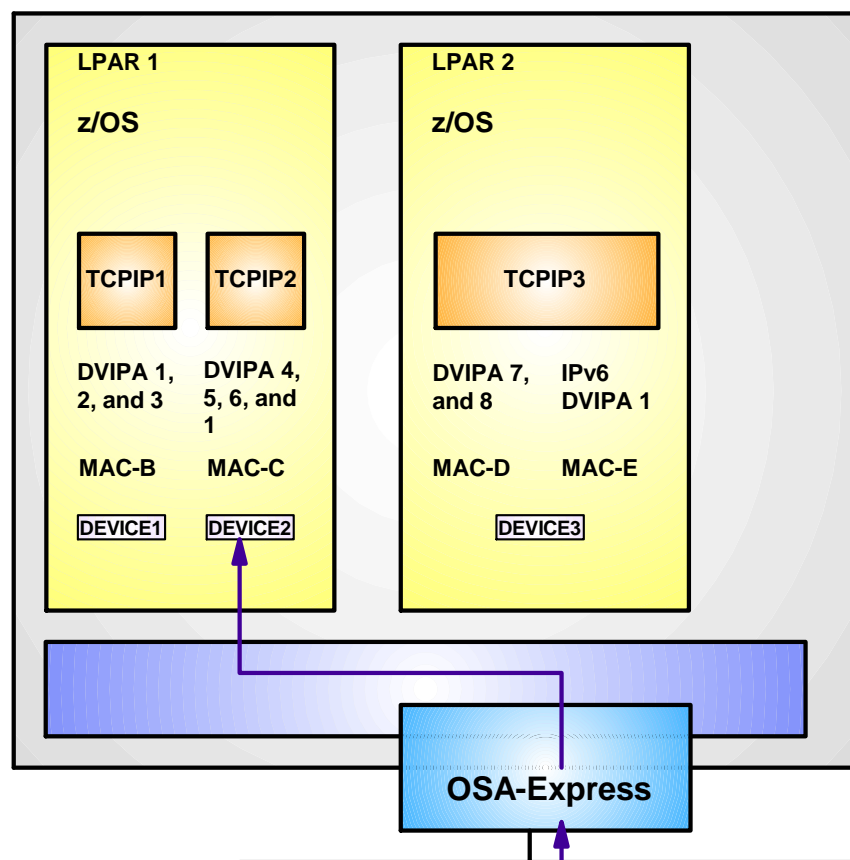 LPAR 1
z/OS
TCPIP1
TCPIP2
DVIPA 1,
2, and 3
DVIPA 4,
5, 6, and
1
MAC-B
MAC-C
DEVICE1
DEVICE2
LPAR 2
z/OS
TCPIP3
DVIPA 7,
and 8
IPv6
DVIPA 1
MAC-D
MAC-E
DEVICE3
OSA-Express